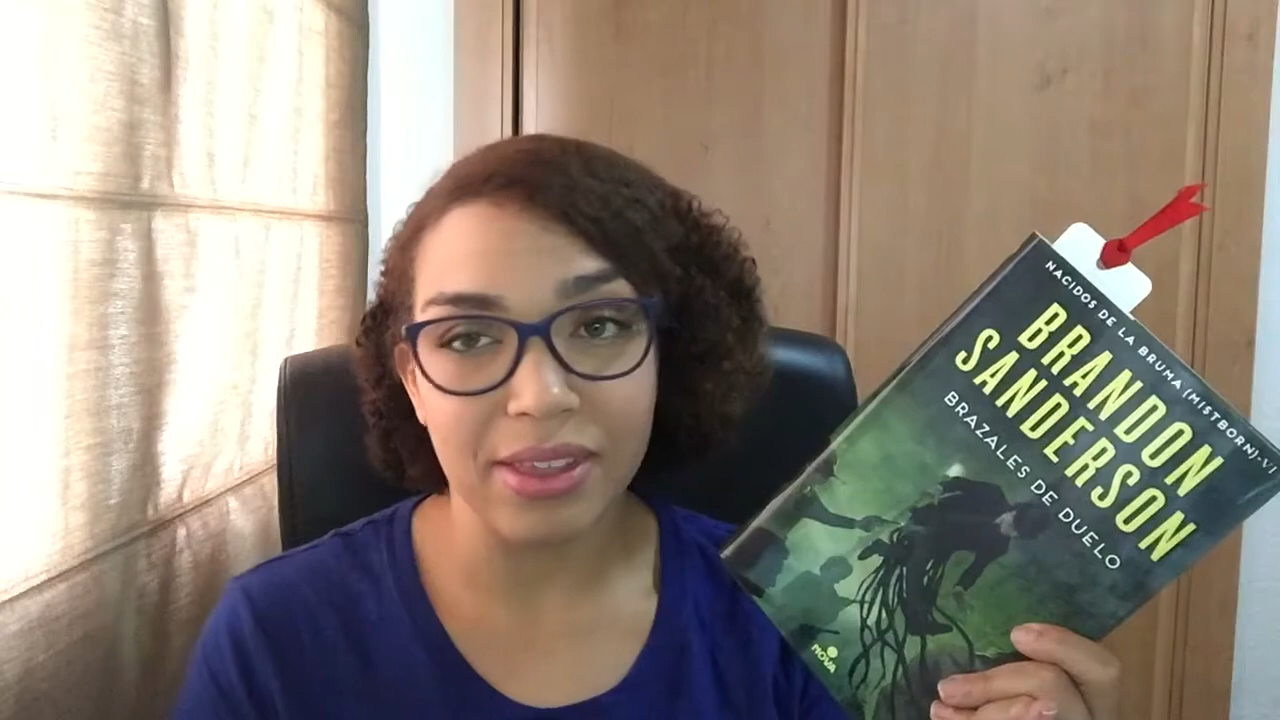 NACIDOS DE LA BRUMA (MISTBORN)-VI
BRANDON
SANDERSON
BRAZALES DE DUELO
NOVA